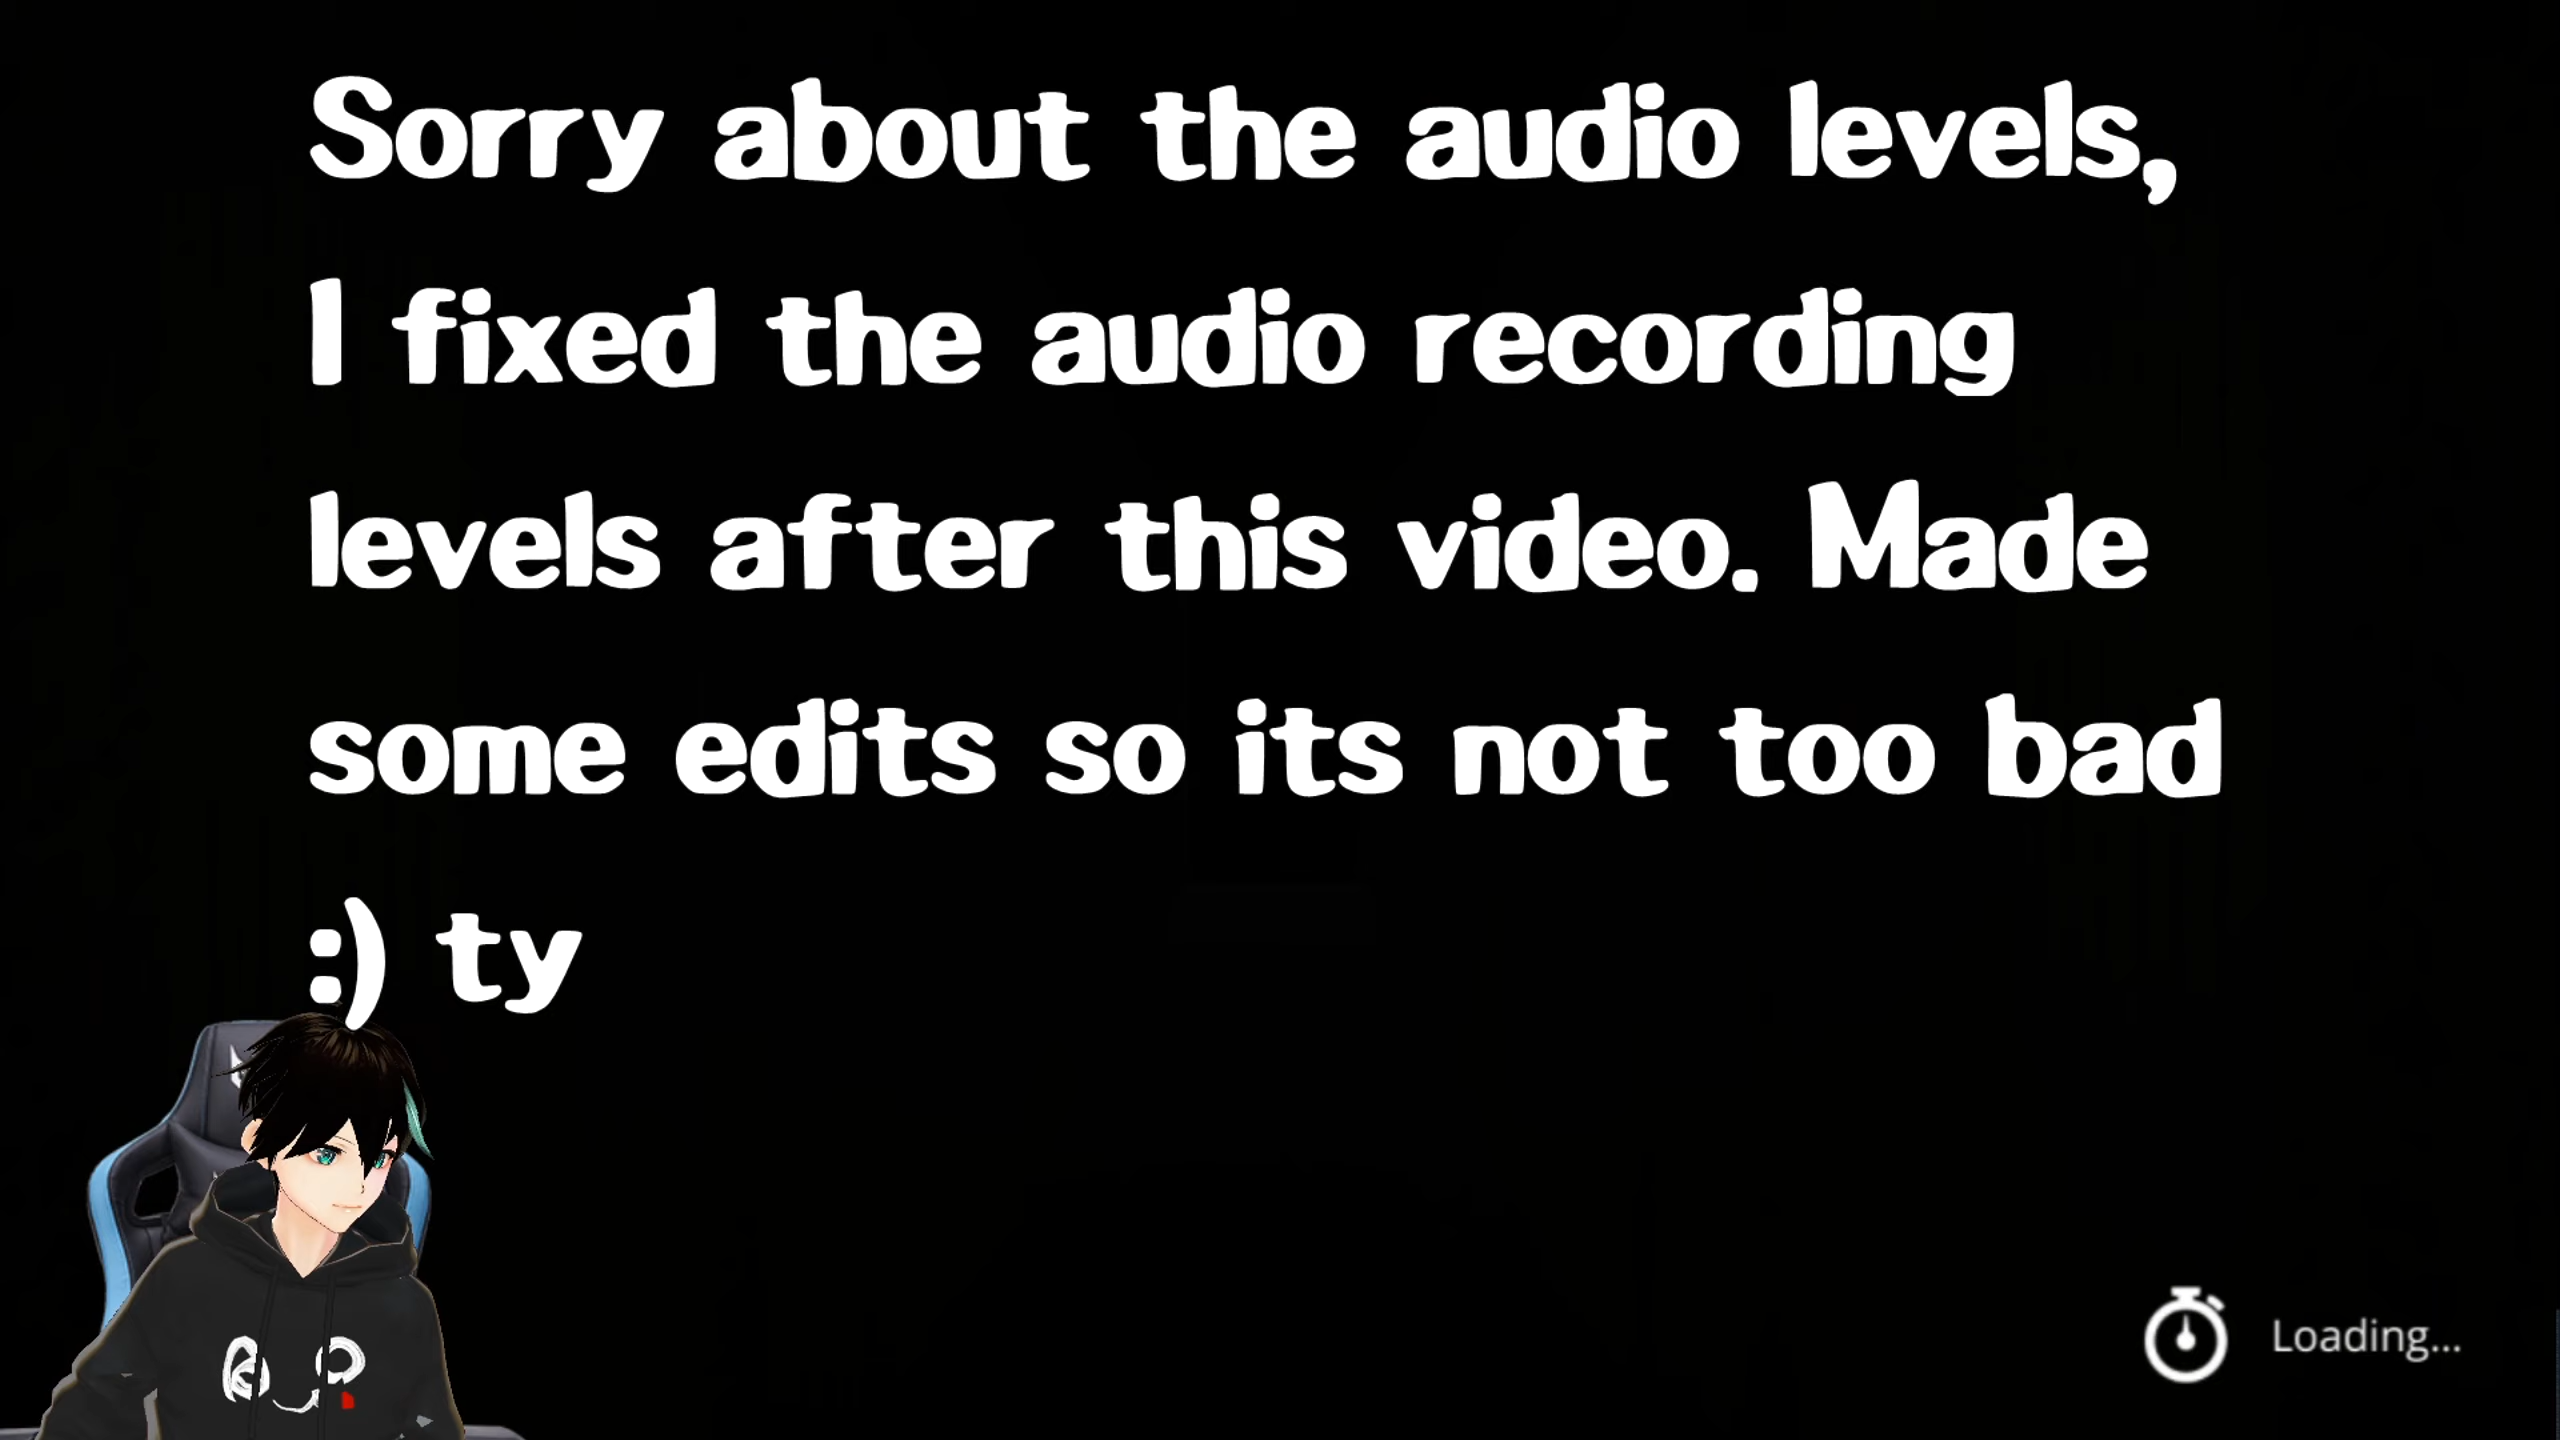 Sorry about the audio levels,
I fixed the audio recording
levels after this video. Made
some edits so its not too bad
:) ty
Loading...